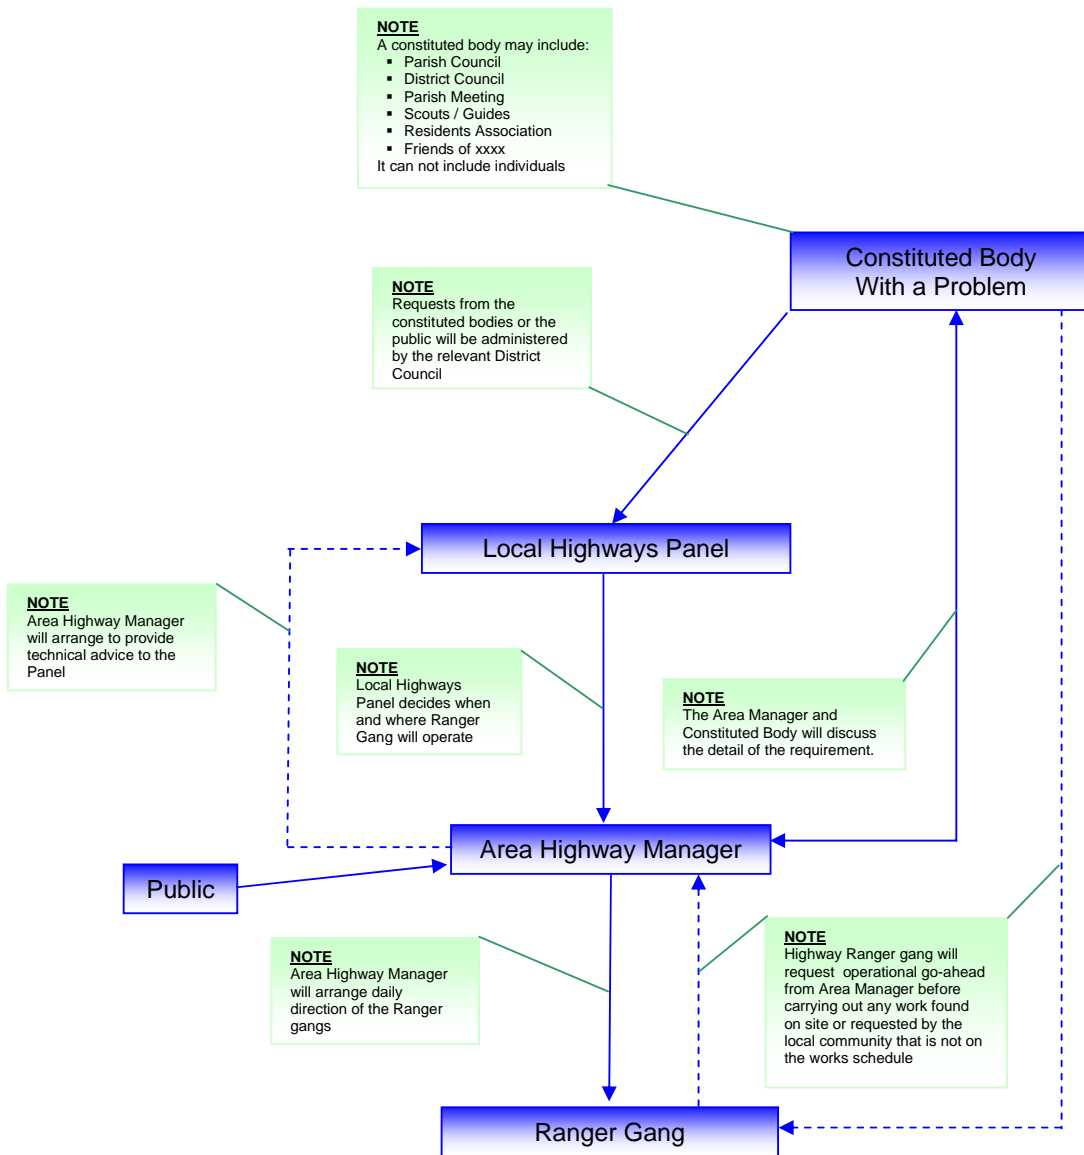 NOTE
A constituted body may include:
▪ Parish Council
▪ District Council
▪ Parish Meeting
▪ Scouts / Guides
▪ Residents Association
▪ Friends of xxxx
It can not include individuals
Constituted Body
With a Problem
NOTE
Requests from the
constituted bodies or the
public will be administered
by the relevant District
Council
Local Highways Panel
NOTE
Area Highway Manager
will arrange to provide
technical advice to the
Panel
NOTE
Local Highways
Panel decides when
and where Ranger
Gang will operate
NOTE
The Area Manager and
Constituted Body will discuss
the detail of the requirement.
Area Highway Manager
Public
NOTE
Area Highway Manager
will arrange daily
direction of the Ranger
gangs
NOTE
Highway Ranger gang will
request operational go-ahead
from Area Manager before
carrying out any work found
on site or requested by the
local community that is not on
the works schedule
Ranger Gang